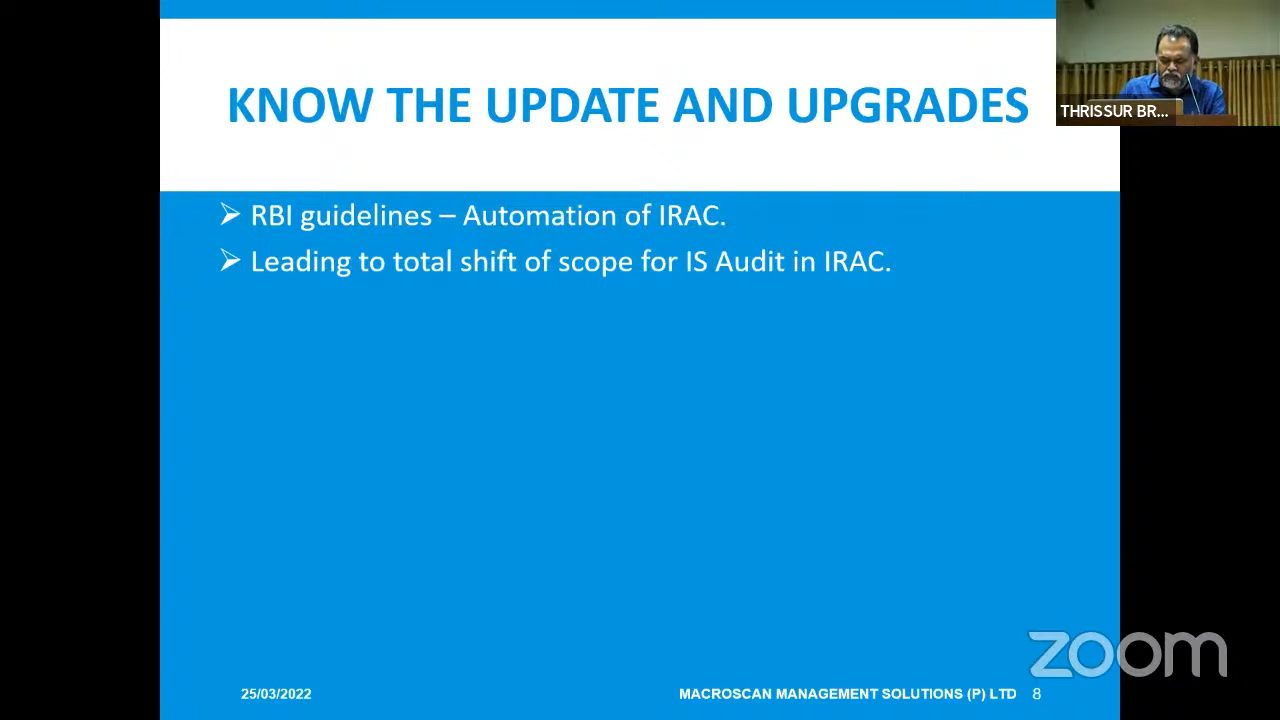 KNOW THE UPDATE AND UPGRADES
THRISSUR BR...
➢ RBI guidelines – Automation of IRAC.
➢ Leading to total shift of scope for IS Audit in IRAC.
zoom
25/03/2022
MACROSCAN MANAGEMENT SOLUTIONS (P) LTD 8